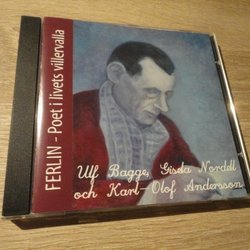 FERLIN – Poet i livets villervalla
Ulf Bagge, Gisela Nordell
och Karl-Olof Andersson